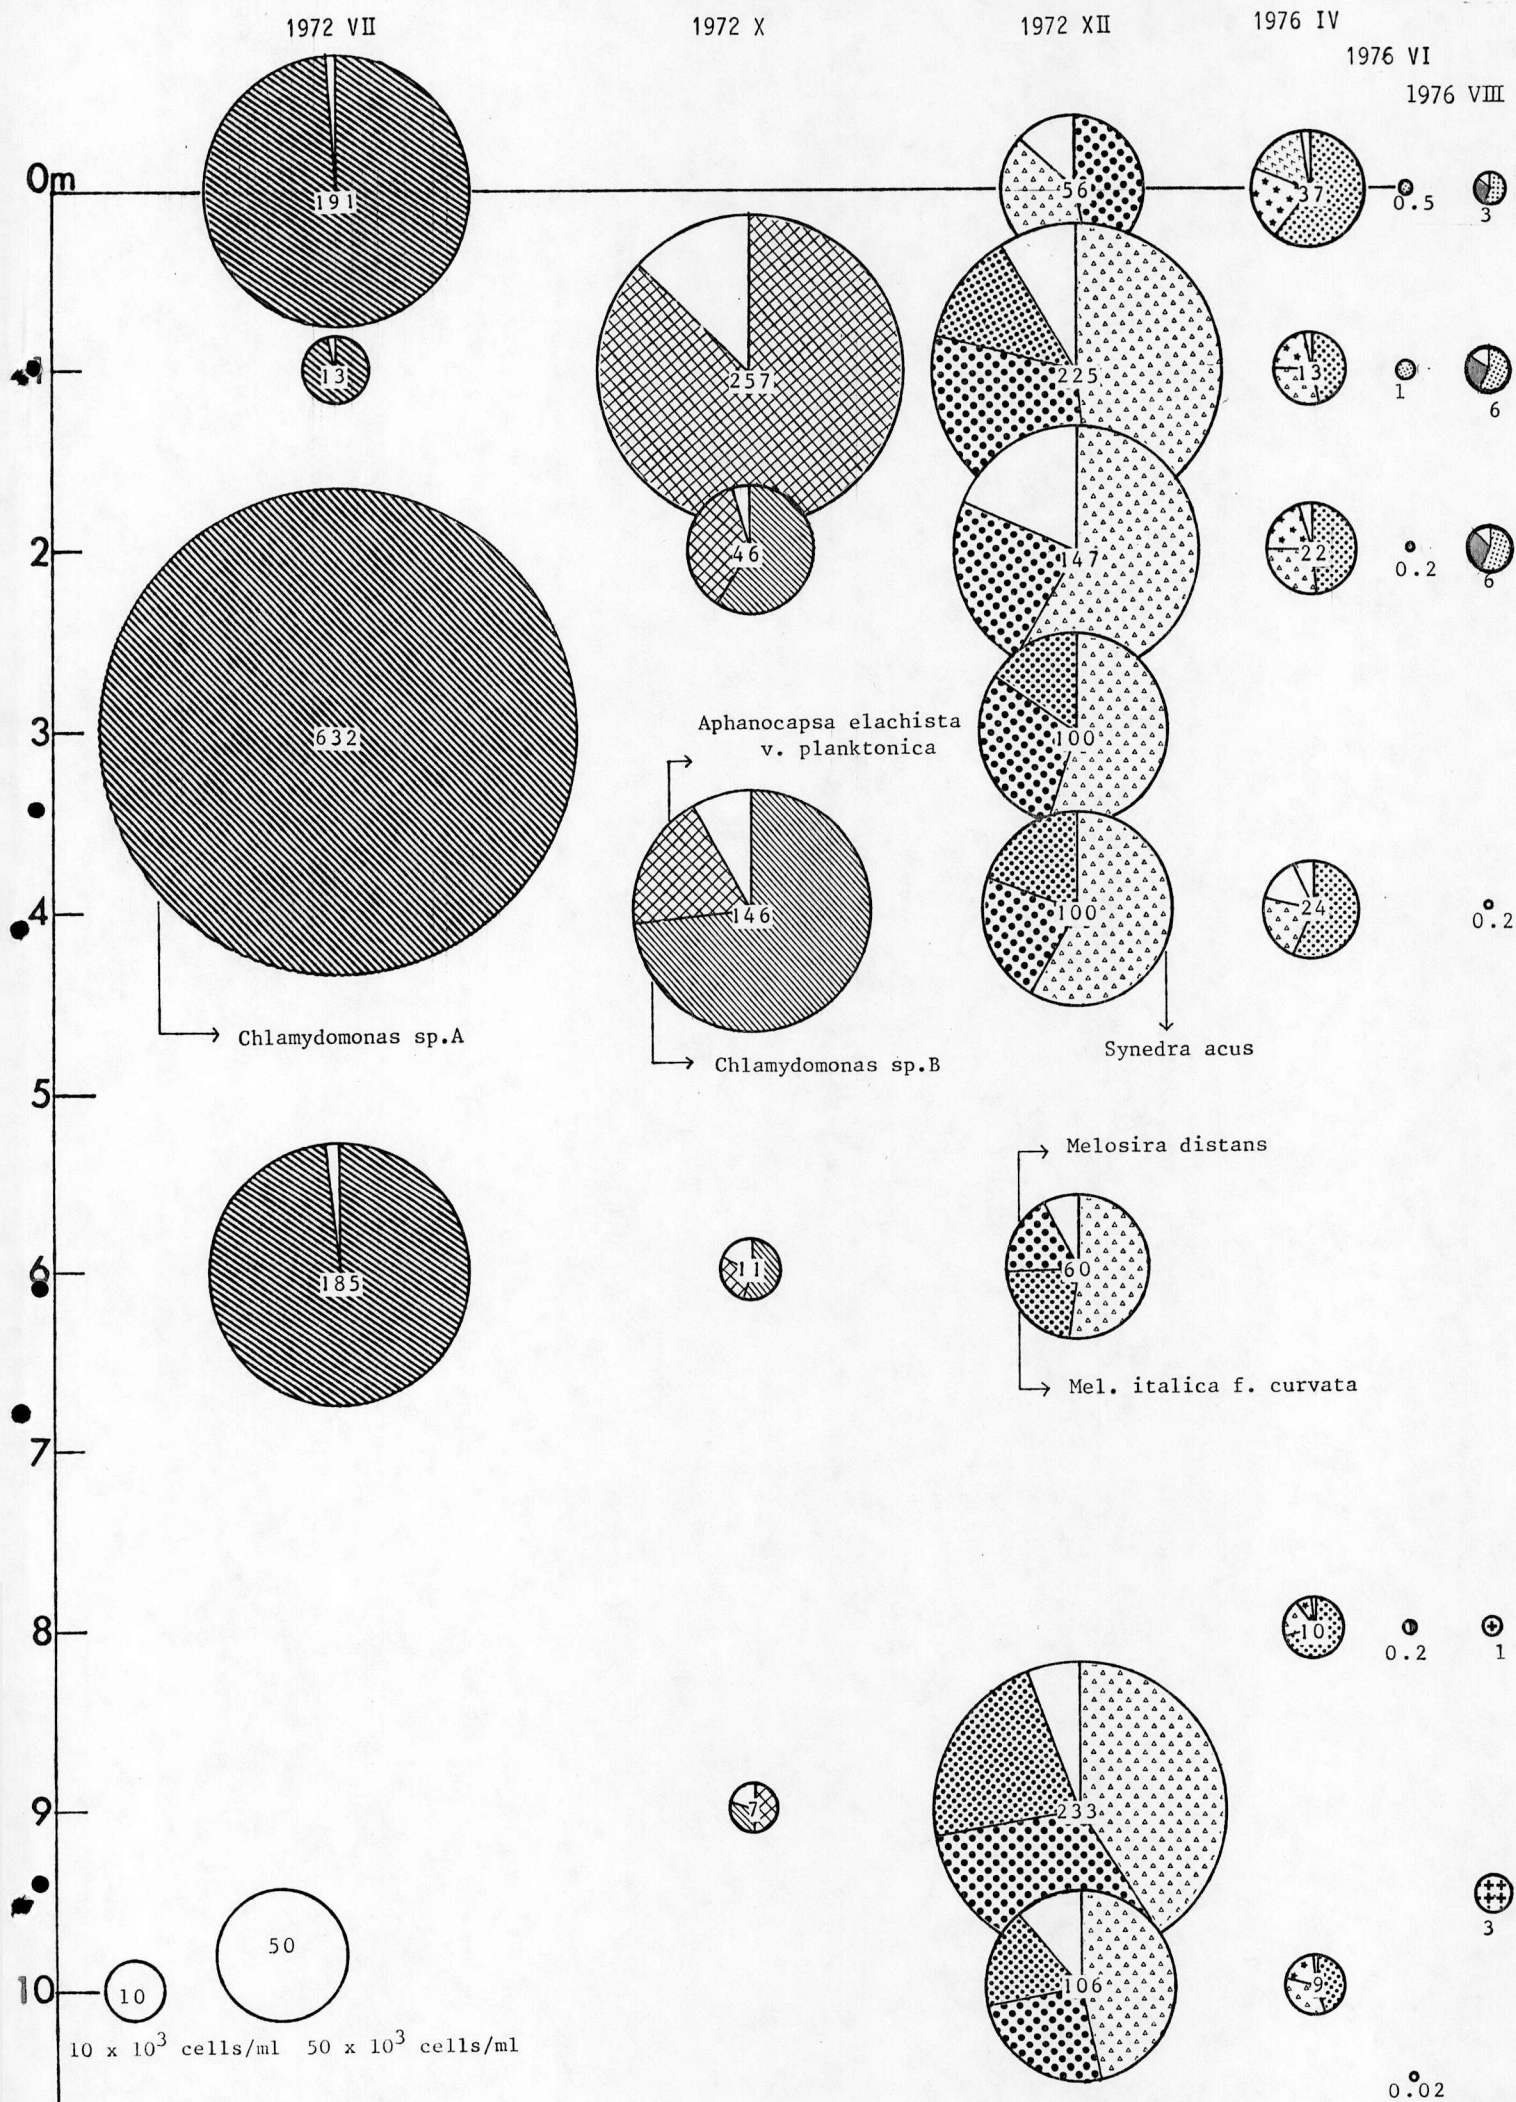 1972 VII 1972 X 1972 XII 1976 IV
1976 VI
1976 VIII
0m
191 56 37 0.5 3
1
13 257 225 13 1 6
2
46 147 22 0.2 6
3
632 100
Aphanocapsa elachista
v. planktonica
4
146 100 24 0.2
Chlamydomonas sp.A
Chlamydomonas sp.B
Synedra acus
5
Melosira distans
6
185 11 60
Mel. italica f. curvata
7
8
10 0.2 1
9
7 233
3
50
10
10 106 9
10 x 10³ cells/ml 50 x 10³ cells/ml
0.02